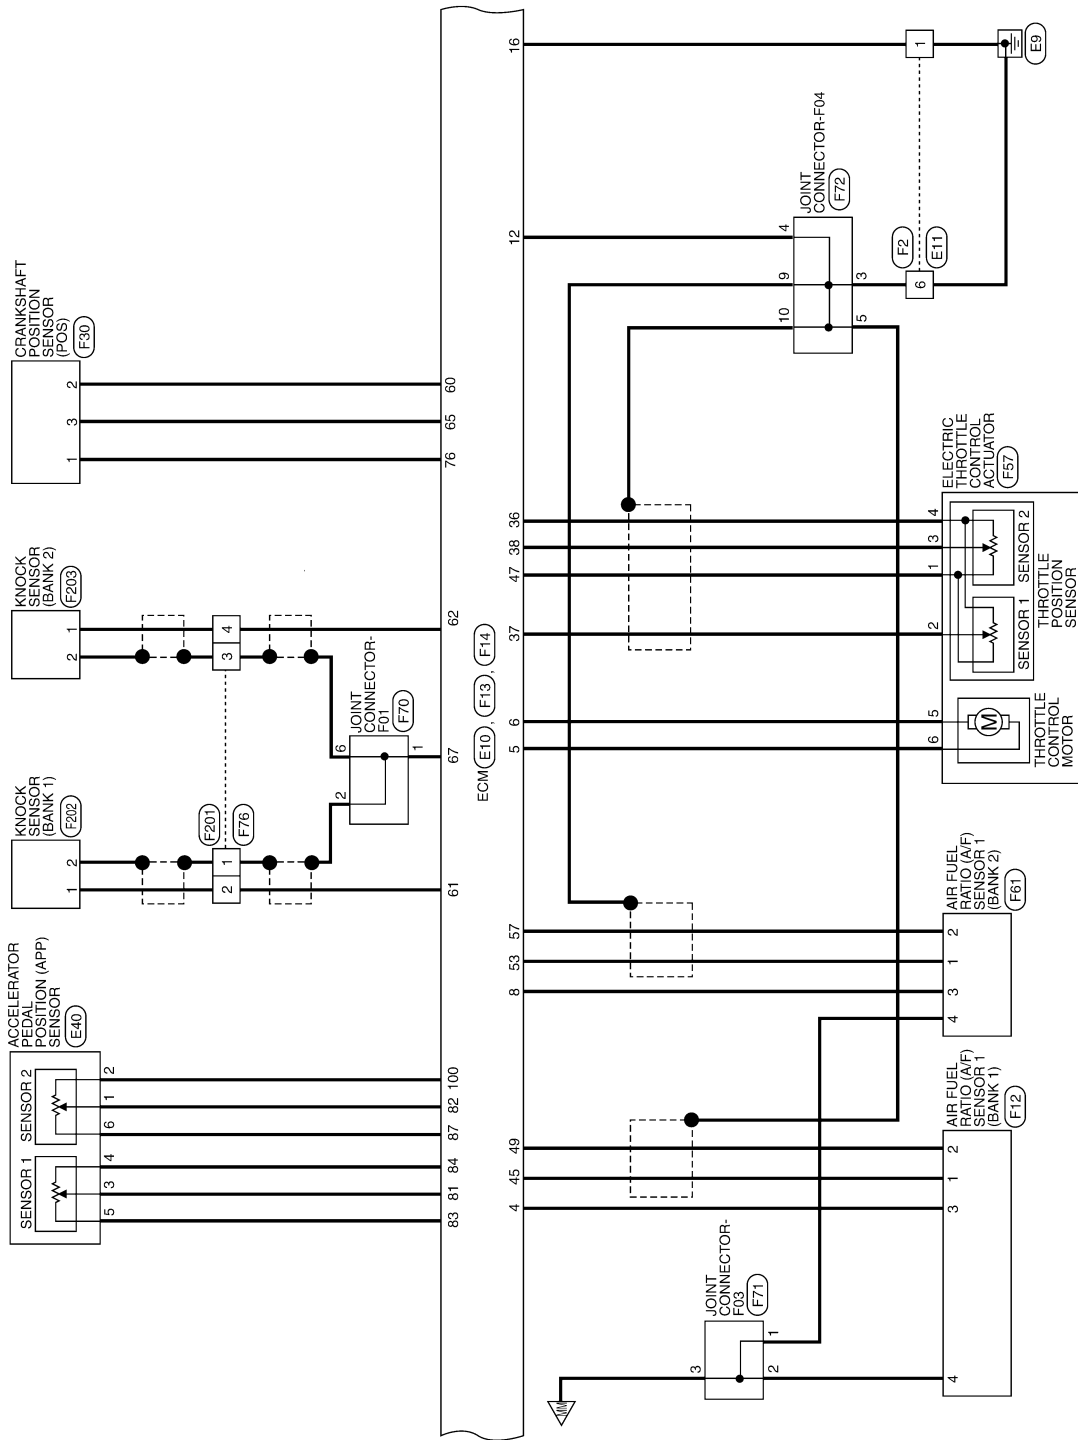 CRANKSHAFT
POSITION
SENSOR
(POS)
F30
2
3
1
60
65
76
KNOCK
SENSOR
(BANK 2)
F203
1
2
4
3
62
JOINT
CONNECTOR-
F01
F70
6
2
1
67
KNOCK
SENSOR
(BANK 1)
F202
2
1
F201
F76
1
2
61
ACCELERATOR
PEDAL
POSITION (APP)
SENSOR
E40
SENSOR 2
SENSOR 1
2
1
6
4
3
5
100
82
87
84
81
83
ECM E10 , F13 , F14
16
12
36
38
47
37
6
5
57
53
8
49
45
4
1
E9
JOINT
CONNECTOR-F04
F72
4
9
10
3
5
F2
E11
6
ELECTRIC
THROTTLE
CONTROL
ACTUATOR
F57
4
3
1
2
5
6
SENSOR 2
SENSOR 1
THROTTLE
POSITION
SENSOR
M
THROTTLE
CONTROL
MOTOR
AIR FUEL
RATIO (A/F)
SENSOR 1
(BANK 2)
F61
2
1
3
4
AIR FUEL
RATIO (A/F)
SENSOR 1
(BANK 1)
F12
2
1
3
4
JOINT
CONNECTOR-
F03
F71
3
1
2
MM